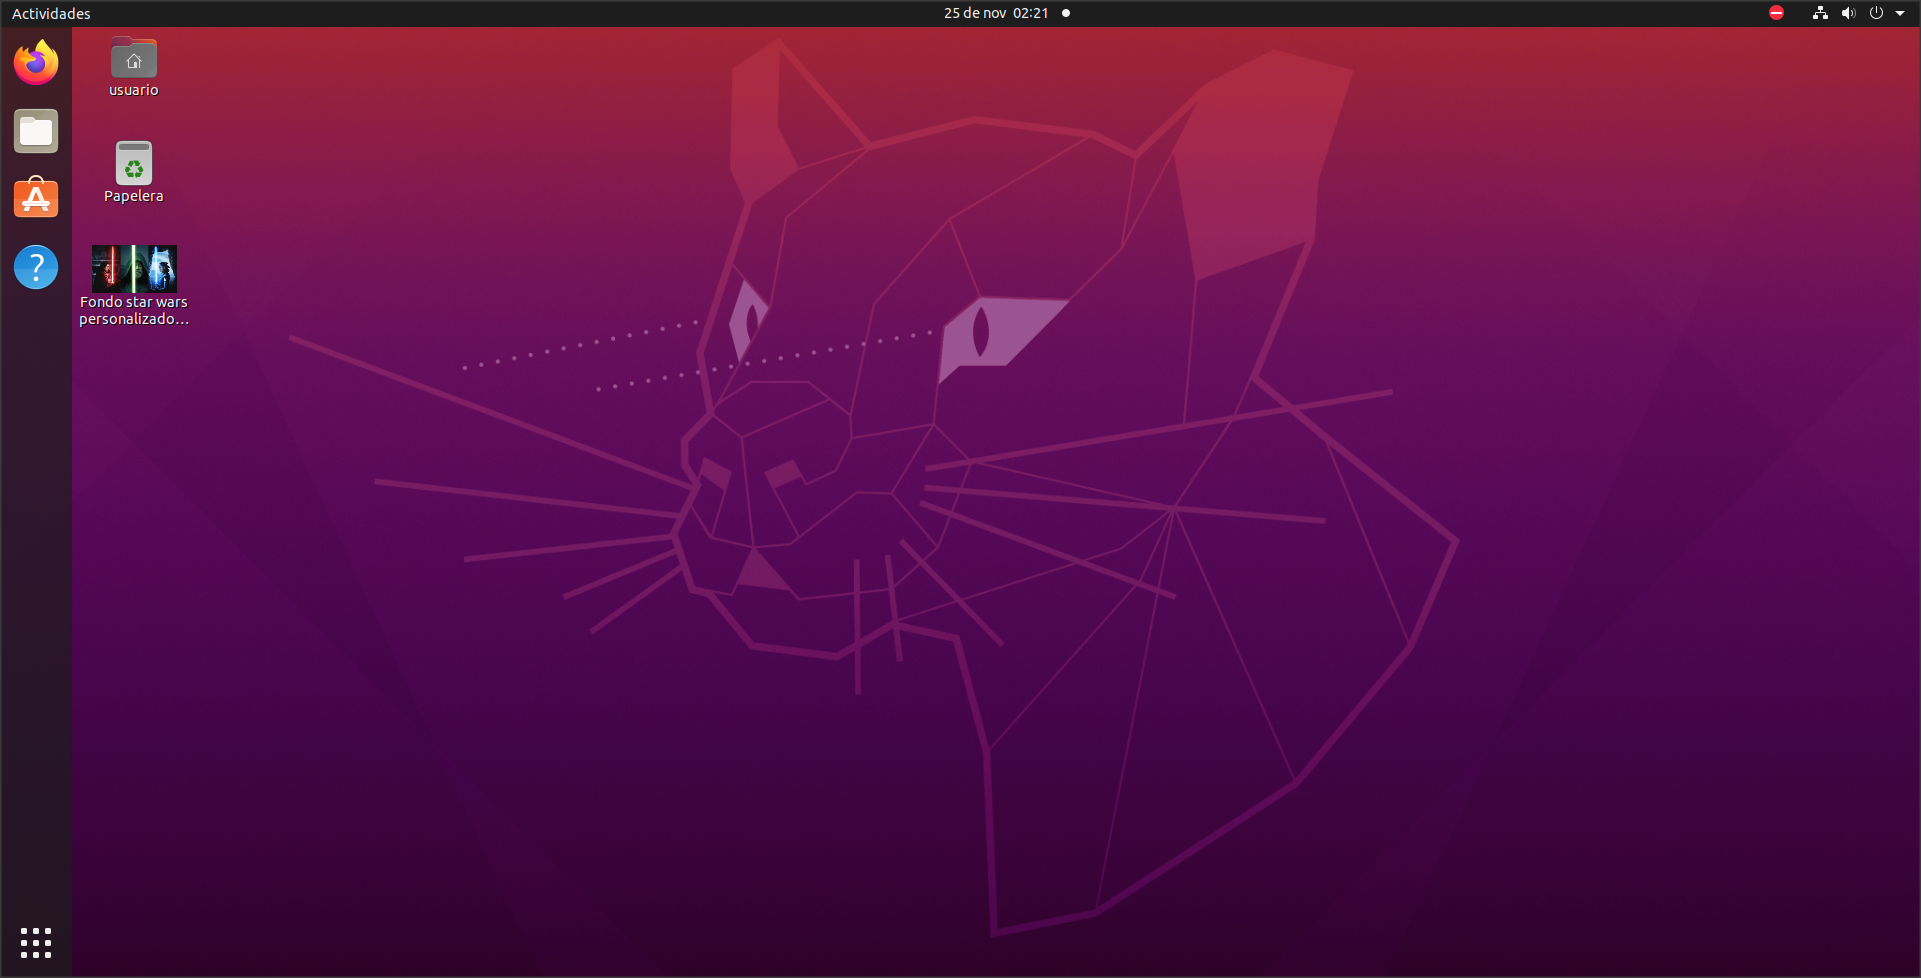 Actividades
25 de nov 02:21
usuario
Papelera
Fondo star wars
personalizado...